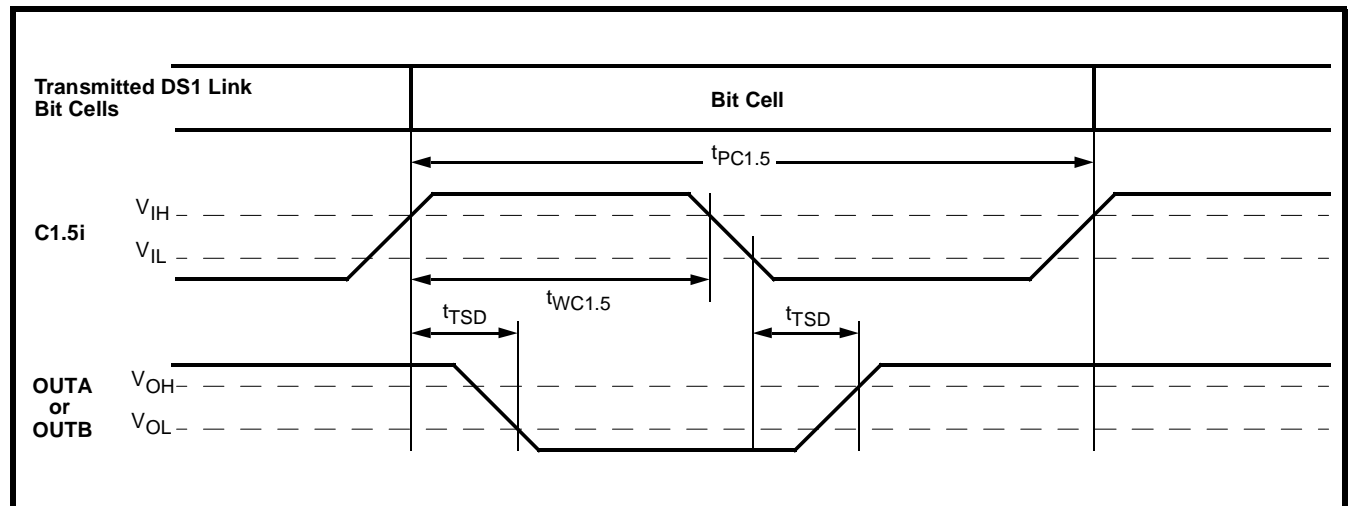 Transmitted DS1 Link
Bit Cells
Bit Cell
tPC1.5
VIH
C1.5i
VIL
tWC1.5
tTSD
tTSD
OUTA
or
OUTB
VOH
VOL